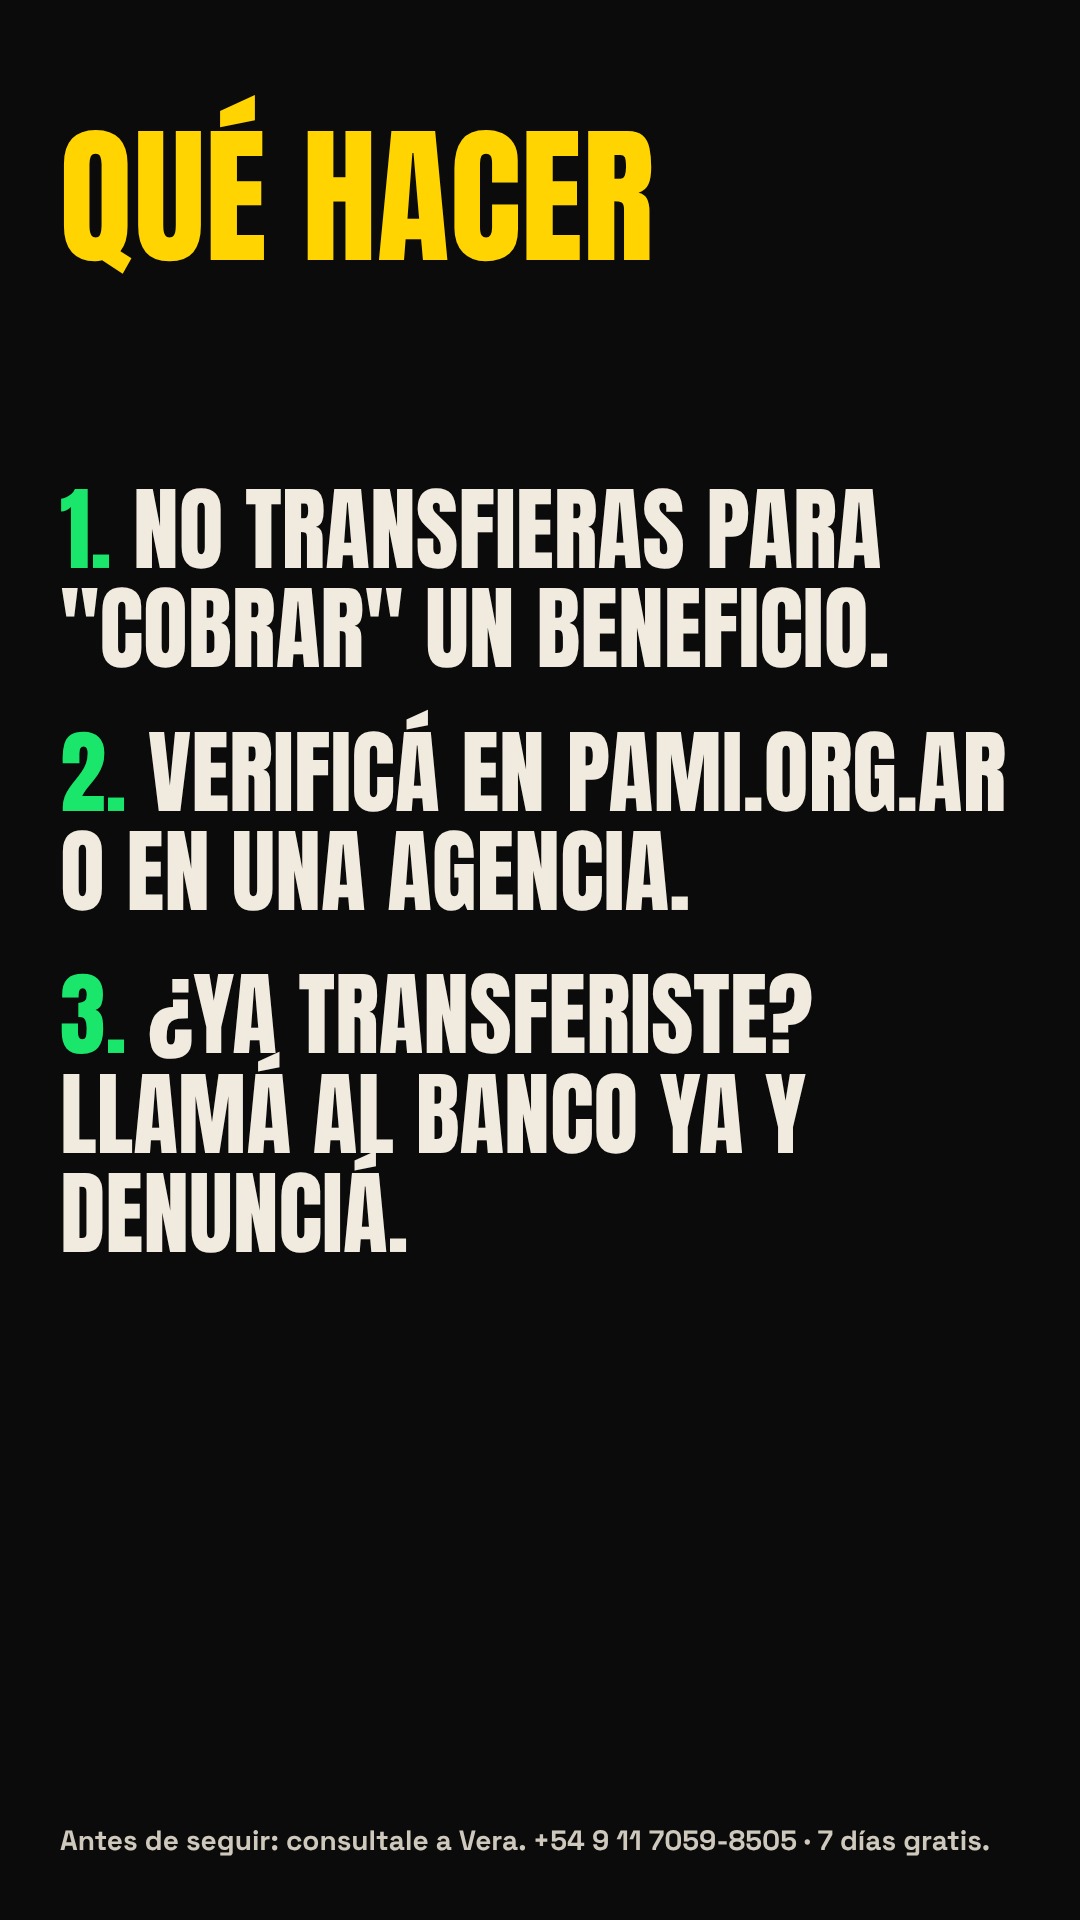 QUÉ HACER
1. NO TRANSFIERAS PARA
"COBRAR" UN BENEFICIO.
2. VERIFICÁ EN PAMI.ORG.AR
O EN UNA AGENCIA.
3. ¿YA TRANSFERISTE?
LLAMÁ AL BANCO YA Y
DENUNCIÁ.
Antes de seguir: consultale a Vera. +54 9 11 7059-8505 · 7 días gratis.